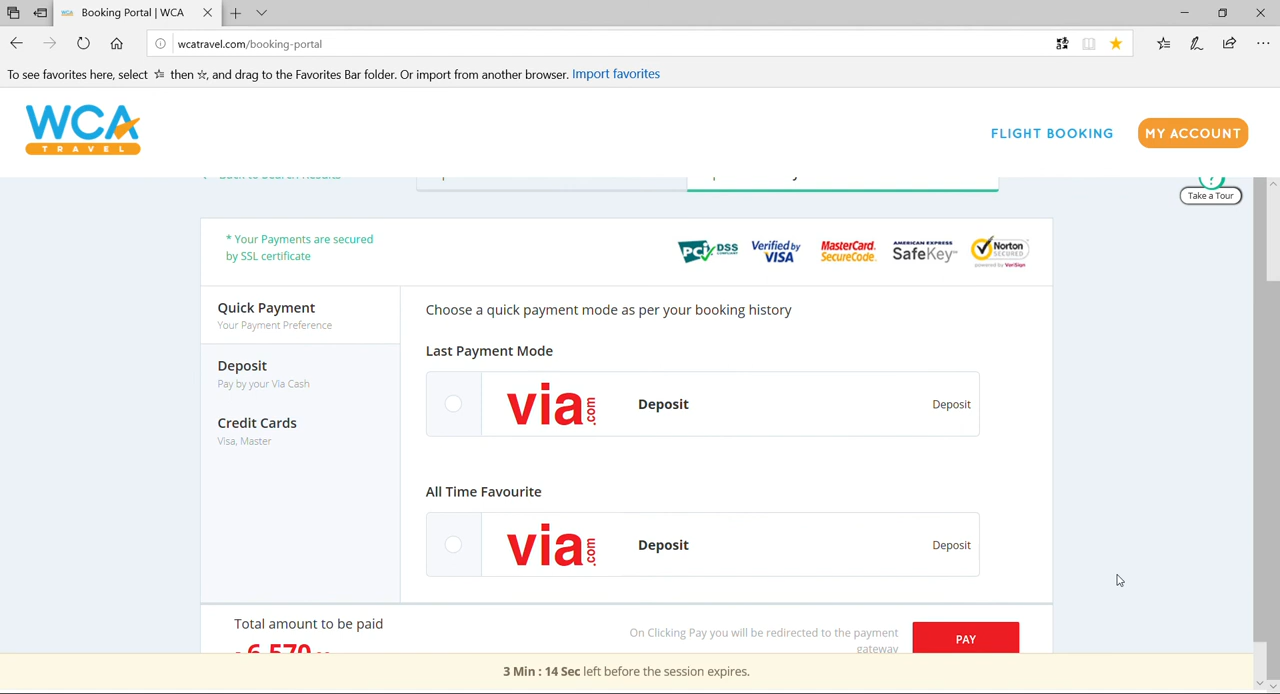 Booking Portal | WCA
wcatravel.com/booking-portal
To see favorites here, select then, and drag to the Favorites Bar folder. Or import from another browser. Import favorites
WCA
TRAVEL
FLIGHT BOOKING
MY ACCOUNT
Take a Tour
* Your Payments are secured
by SSL certificate
PCI DSS
COMPLIANT
Verified by
VISA
MasterCard.
SecureCode.
AMERICAN EXPRESS
SafeKey
Norton
SECURED
powered by VeriSign
Quick Payment
Your Payment Preference
Deposit
Pay by your Via Cash
Credit Cards
Visa, Master
Choose a quick payment mode as per your booking history
Last Payment Mode
via.com
Deposit
Deposit
All Time Favourite
via.com
Deposit
Deposit
Total amount to be paid
6,570
On Clicking Pay you will be redirected to the payment
gateway
PAY
3 Min : 14 Sec left before the session expires.